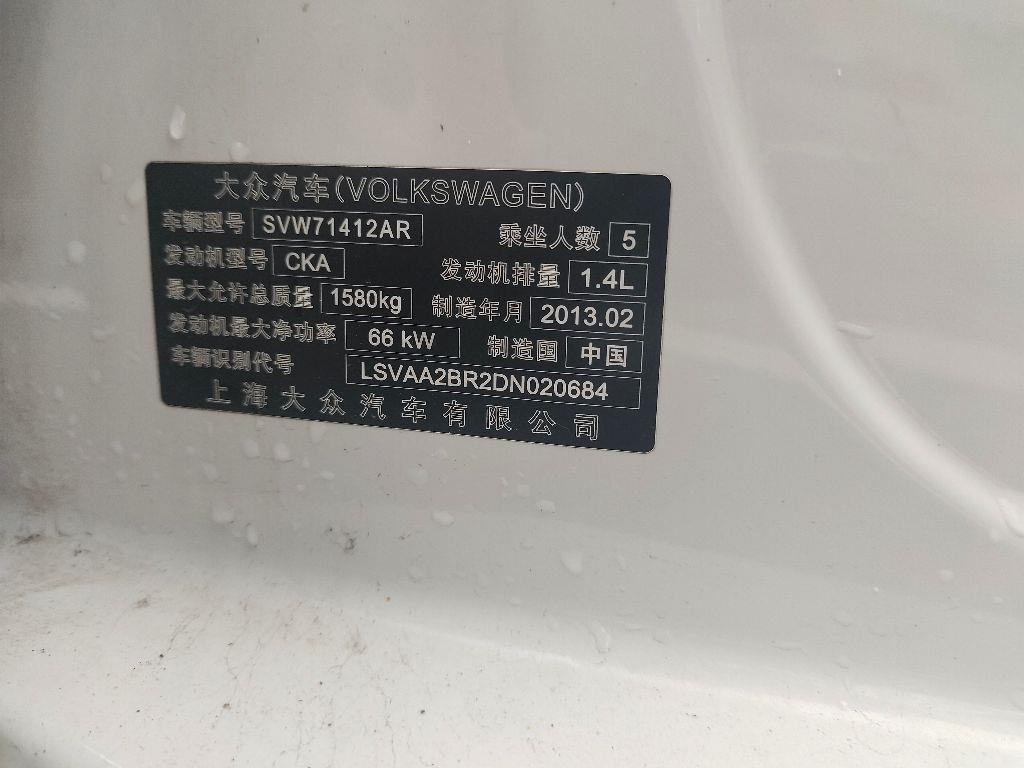 大众汽车(VOLKSWAGEN)
车辆型号 SVW71412AR 乘坐人数 5
发动机型号 CKA 发动机排量 1.4L
最大允许总质量 1580kg 制造年月 2013.02
发动机最大净功率 66 kW 制造国 中国
车辆识别代号 LSVAA2BR2DN020684
上海大众汽车有限公司